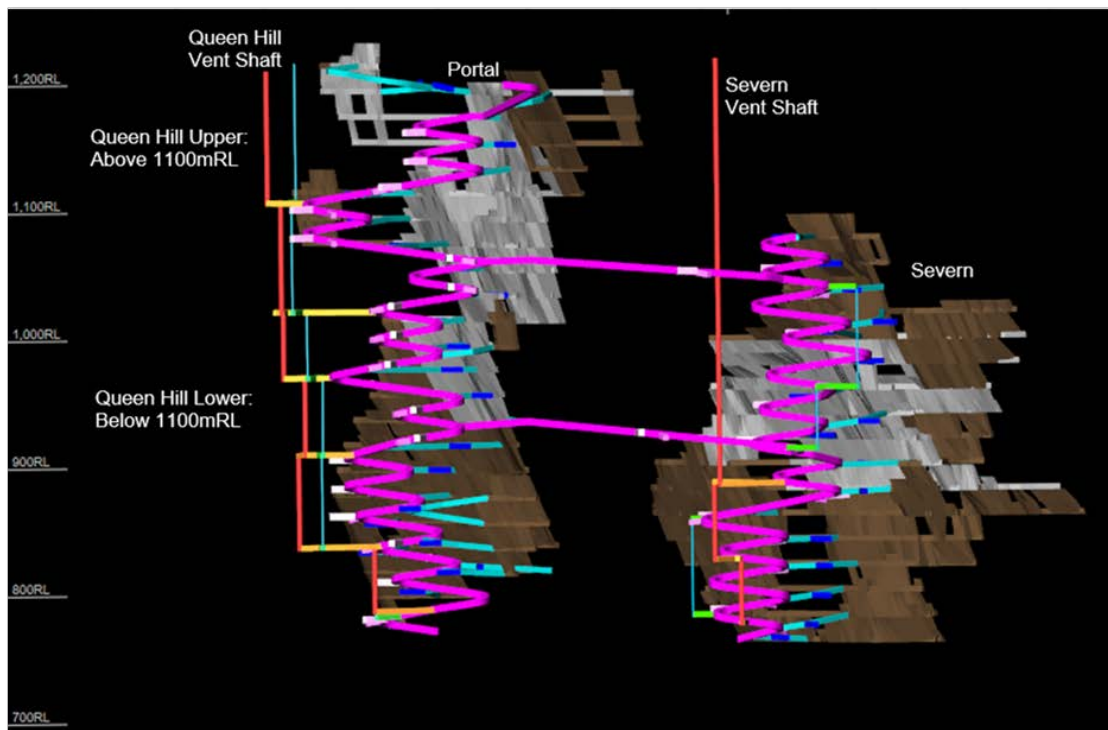 Queen Hill
Vent Shaft
Portal
Severn
Vent Shaft
1,200RL
Queen Hill Upper:
Above 1100mRL
1,100RL
Severn
1,000RL
Queen Hill Lower:
Below 1100mRL
900RL
800RL
700RL